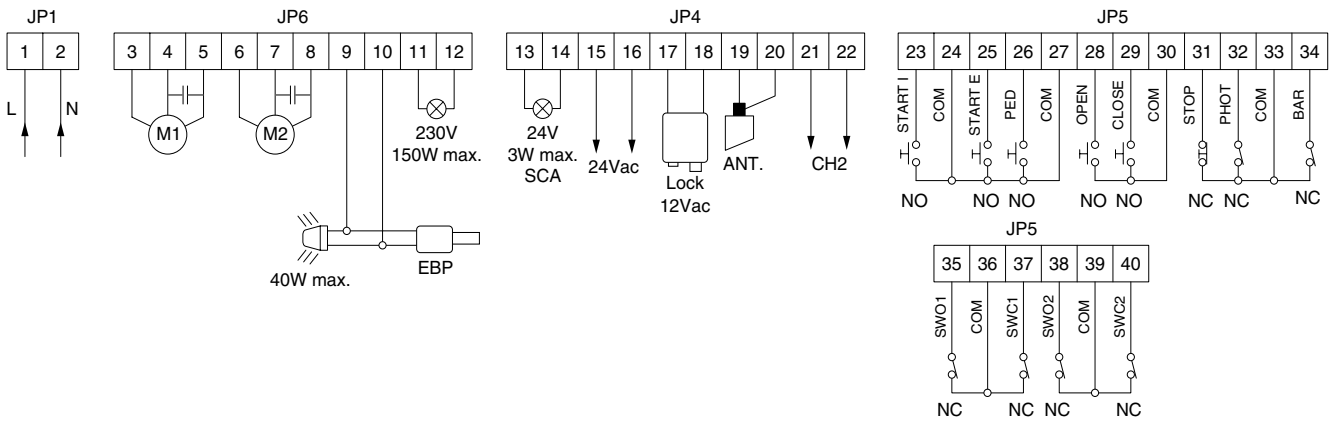 JP1
JP6
JP4
JP5
1 2
3 4 5 6 7 8 9 10 11 12
13 14 15 16 17 18 19 20 21 22
23 24 25 26 27 28 29 30 31 32 33 34
L
N
M1
M2
230V
150W max.
40W max.
EBP
24V
3W max.
SCA
24Vac
Lock
12Vac
ANT.
CH2
START I
COM
START E
PED
COM
OPEN
CLOSE
COM
STOP
PHOT
COM
BAR
NO NO NO NO NO NC NC NC
JP5
35 36 37 38 39 40
SWO1
COM
SWC1
SWO2
COM
SWC2
NC NC NC NC